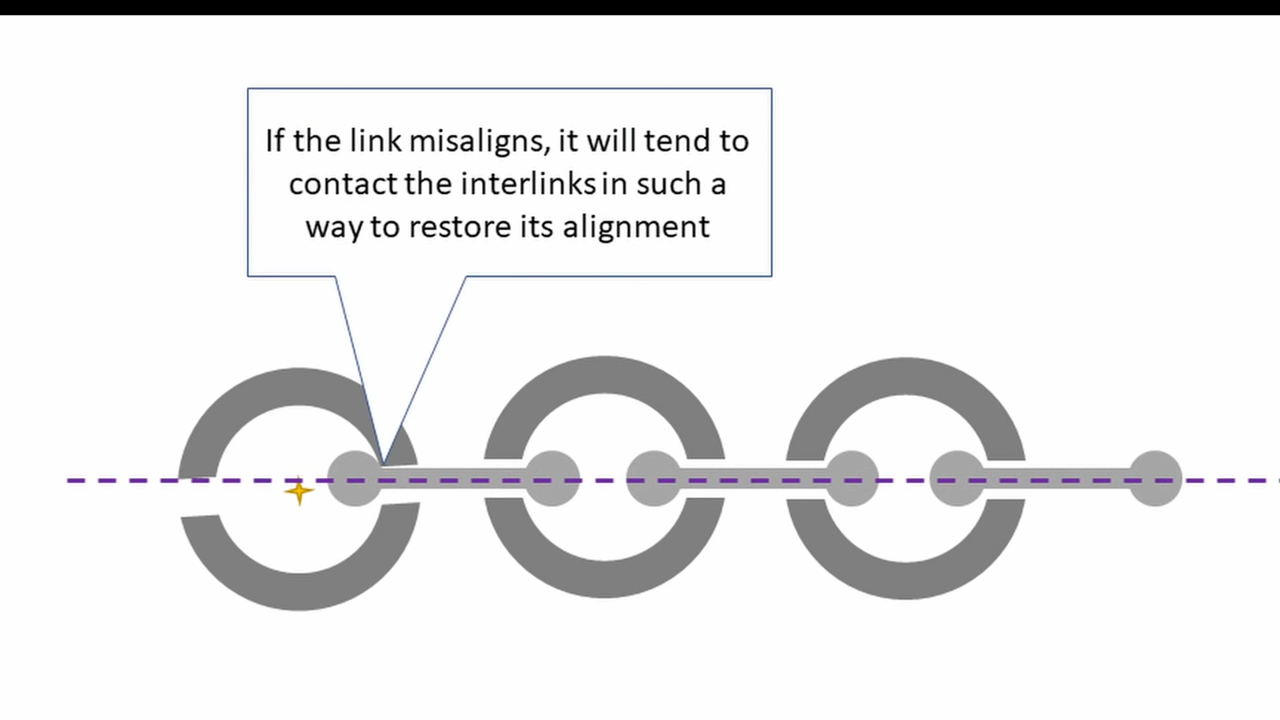 If the link misaligns, it will tend to
contact the interlinks in such a
way to restore its alignment